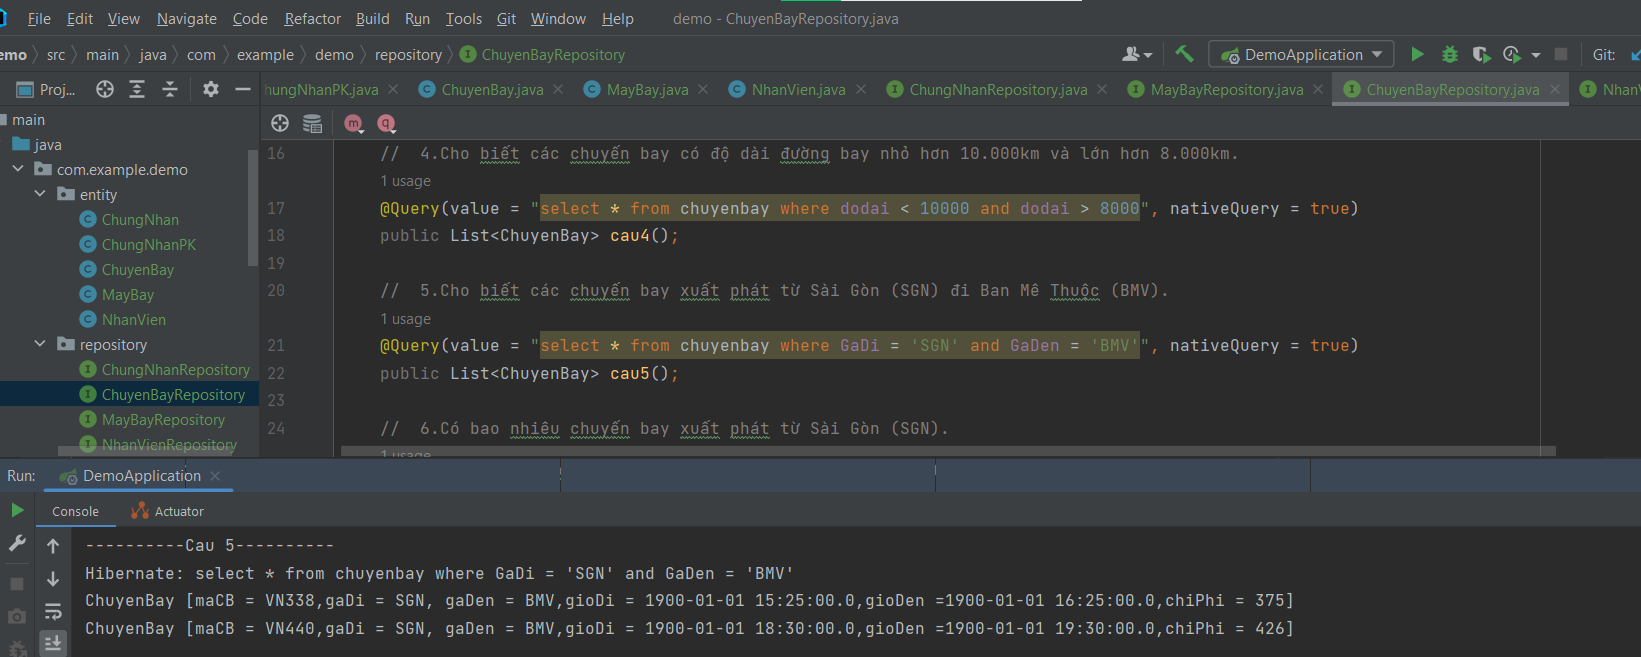 File Edit View Navigate Code Refactor Build Run Tools Git Window Help demo - ChuyenBayRepository.java
emo src main java com example demo repository ChuyenBayRepository DemoApplication Git:
Proj... hungNhanPK.java ChuyenBay.java MayBay.java NhanVien.java ChungNhanRepository.java MayBayRepository.java ChuyenBayRepository.java NhanV
main
java
com.example.demo
entity
ChungNhan
ChungNhanPK
ChuyenBay
MayBay
NhanVien
repository
ChungNhanRepository
ChuyenBayRepository
MayBayRepository
NhanVienRepository
16 // 4.Cho biết các chuyến bay có độ dài đường bay nhỏ hơn 10.000km và lớn hơn 8.000km.
1 usage
17 @Query(value = "select * from chuyenbay where dodai < 10000 and dodai > 8000", nativeQuery = true)
18 public List<ChuyenBay> cau4();
19
20 // 5.Cho biết các chuyến bay xuất phát từ Sài Gòn (SGN) đi Ban Mê Thuộc (BMV).
1 usage
21 @Query(value = "select * from chuyenbay where GaDi = 'SGN' and GaDen = 'BMV'", nativeQuery = true)
22 public List<ChuyenBay> cau5();
23
24 // 6.Có bao nhiêu chuyến bay xuất phát từ Sài Gòn (SGN).
1 usage
Run: DemoApplication
Console Actuator
----------Cau 5----------
Hibernate: select * from chuyenbay where GaDi = 'SGN' and GaDen = 'BMV'
ChuyenBay [maCB = VN338,gaDi = SGN, gaDen = BMV,gioDi = 1900-01-01 15:25:00.0,gioDen =1900-01-01 16:25:00.0,chiPhi = 375]
ChuyenBay [maCB = VN440,gaDi = SGN, gaDen = BMV,gioDi = 1900-01-01 18:30:00.0,gioDen =1900-01-01 19:30:00.0,chiPhi = 426]